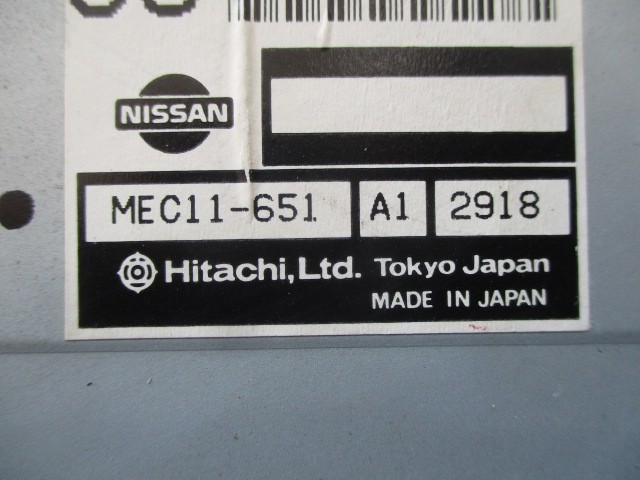 NISSAN
MEC11-651 A1 2918
Hitachi,Ltd. Tokyo Japan
MADE IN JAPAN